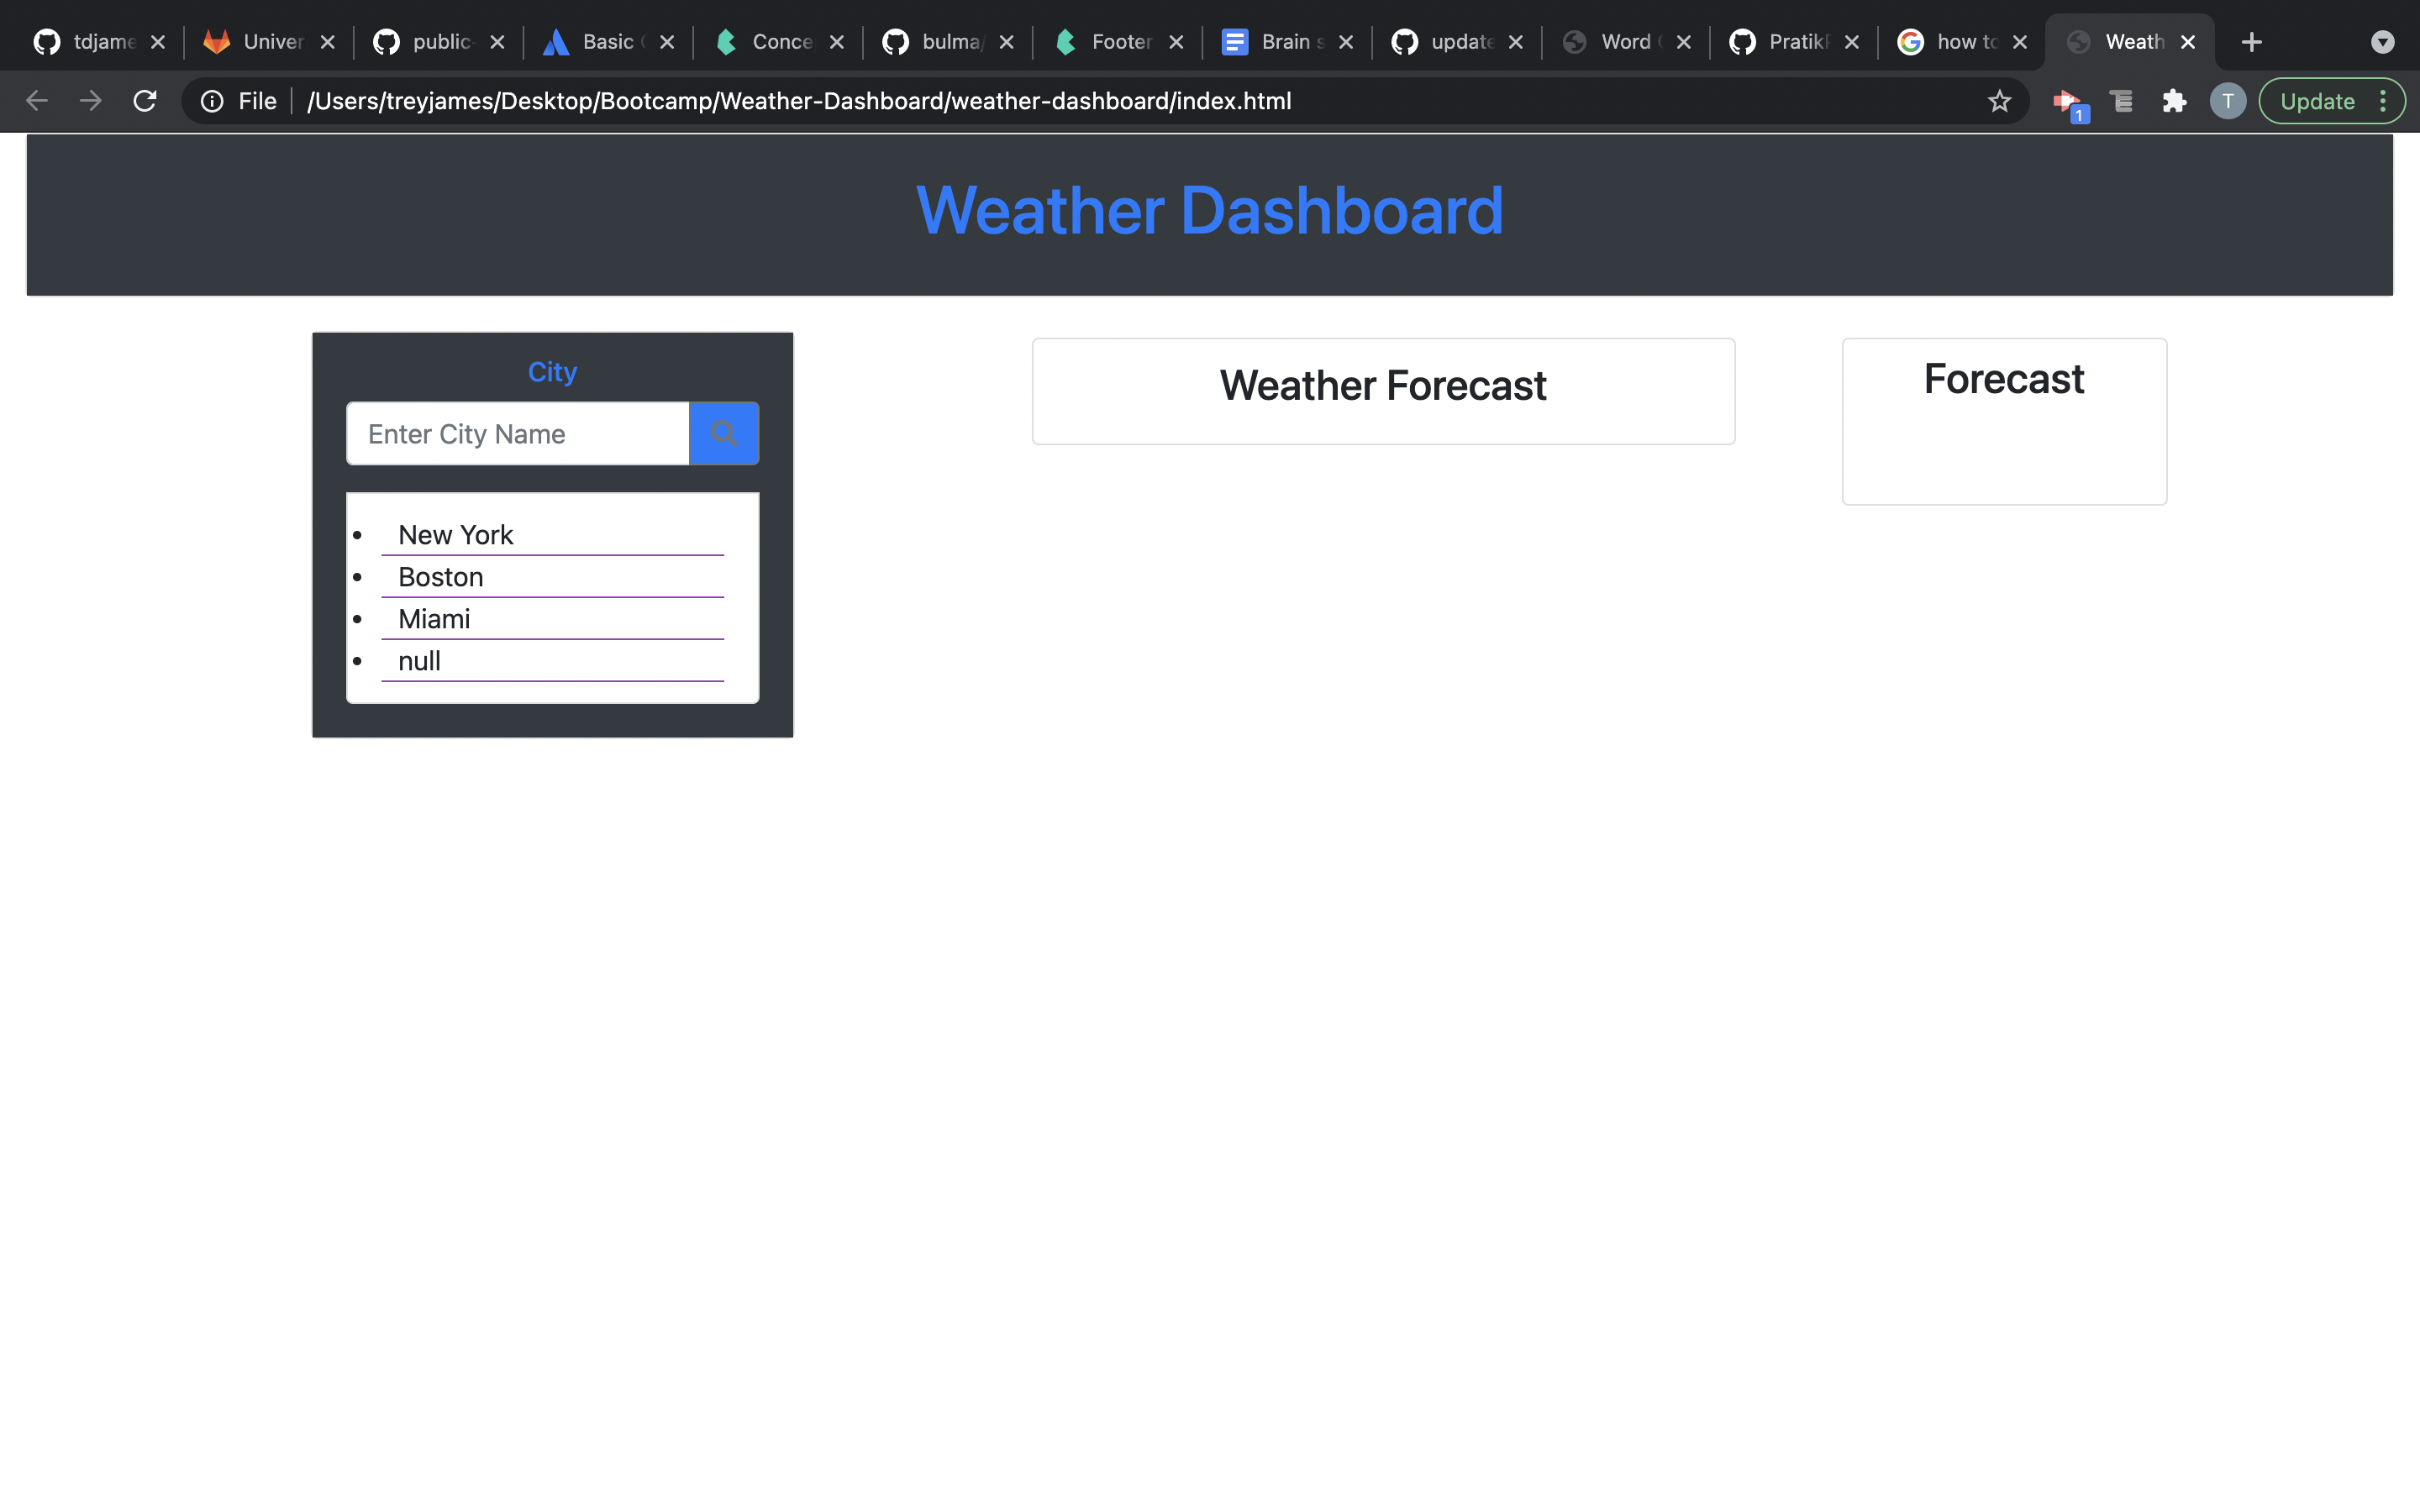 tdjame Univer public- Basic Conce bulma/ Footer Brain s update Word PratikP how to Weath
File /Users/treyjames/Desktop/Bootcamp/Weather-Dashboard/weather-dashboard/index.html 1 T Update
Weather Dashboard
City
Enter City Name
New York
Boston
Miami
null
Weather Forecast
Forecast